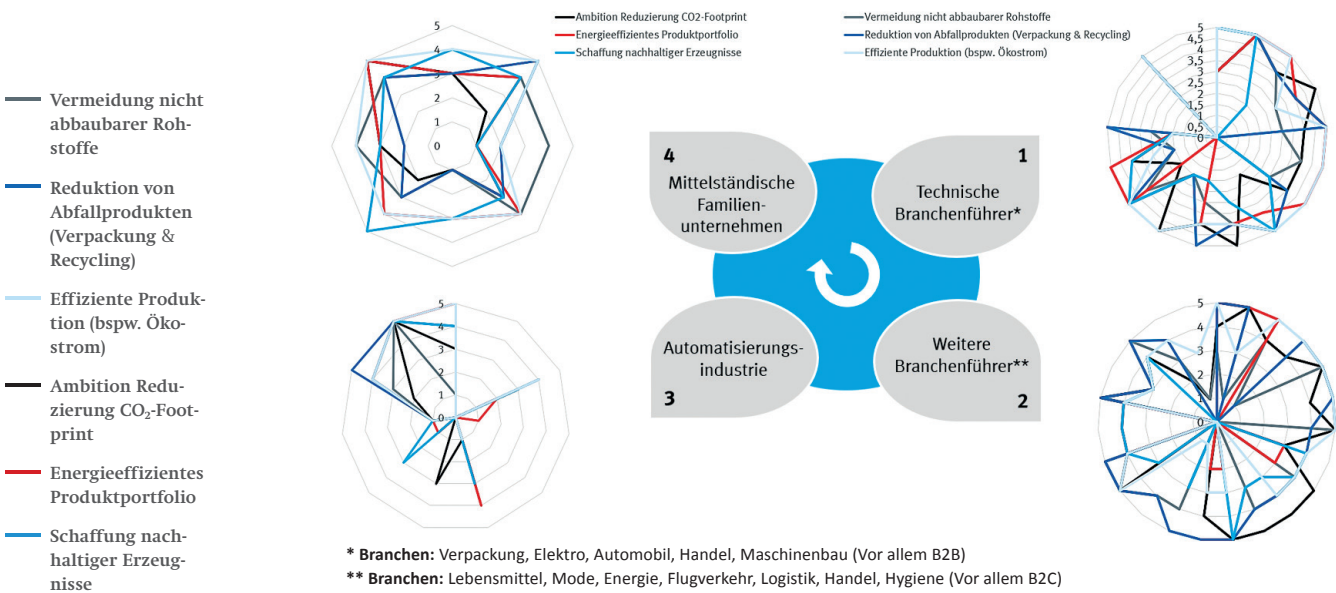 Vermeidung nicht
abbaubarer Roh-
stoffe
Reduktion von
Abfallprodukten
(Verpackung &
Recycling)
Effiziente Produk-
tion (bspw. Öko-
strom)
Ambition Redu-
zierung CO₂-Foot-
print
Energieeffizientes
Produktportfolio
Schaffung nach-
haltiger Erzeug-
nisse
Ambition Reduzierung CO2-Footprint
Energieeffizientes Produktportfolio
Schaffung nachhaltiger Erzeugnisse
Vermeidung nicht abbaubarer Rohstoffe
Reduktion von Abfallprodukten (Verpackung & Recycling)
Effiziente Produktion (bspw. Ökostrom)
5
4
3
2
1
0
5
4,5
4
3,5
3
2,5
2
1,5
1
0,5
0
4
Mittelständische
Familien-
unternehmen
1
Technische
Branchenführer*
Automatisierungs-
industrie
3
Weitere
Branchenführer**
2
5
4
3
2
1
0
5
4
3
2
1
0
* Branchen: Verpackung, Elektro, Automobil, Handel, Maschinenbau (Vor allem B2B)
** Branchen: Lebensmittel, Mode, Energie, Flugverkehr, Logistik, Handel, Hygiene (Vor allem B2C)